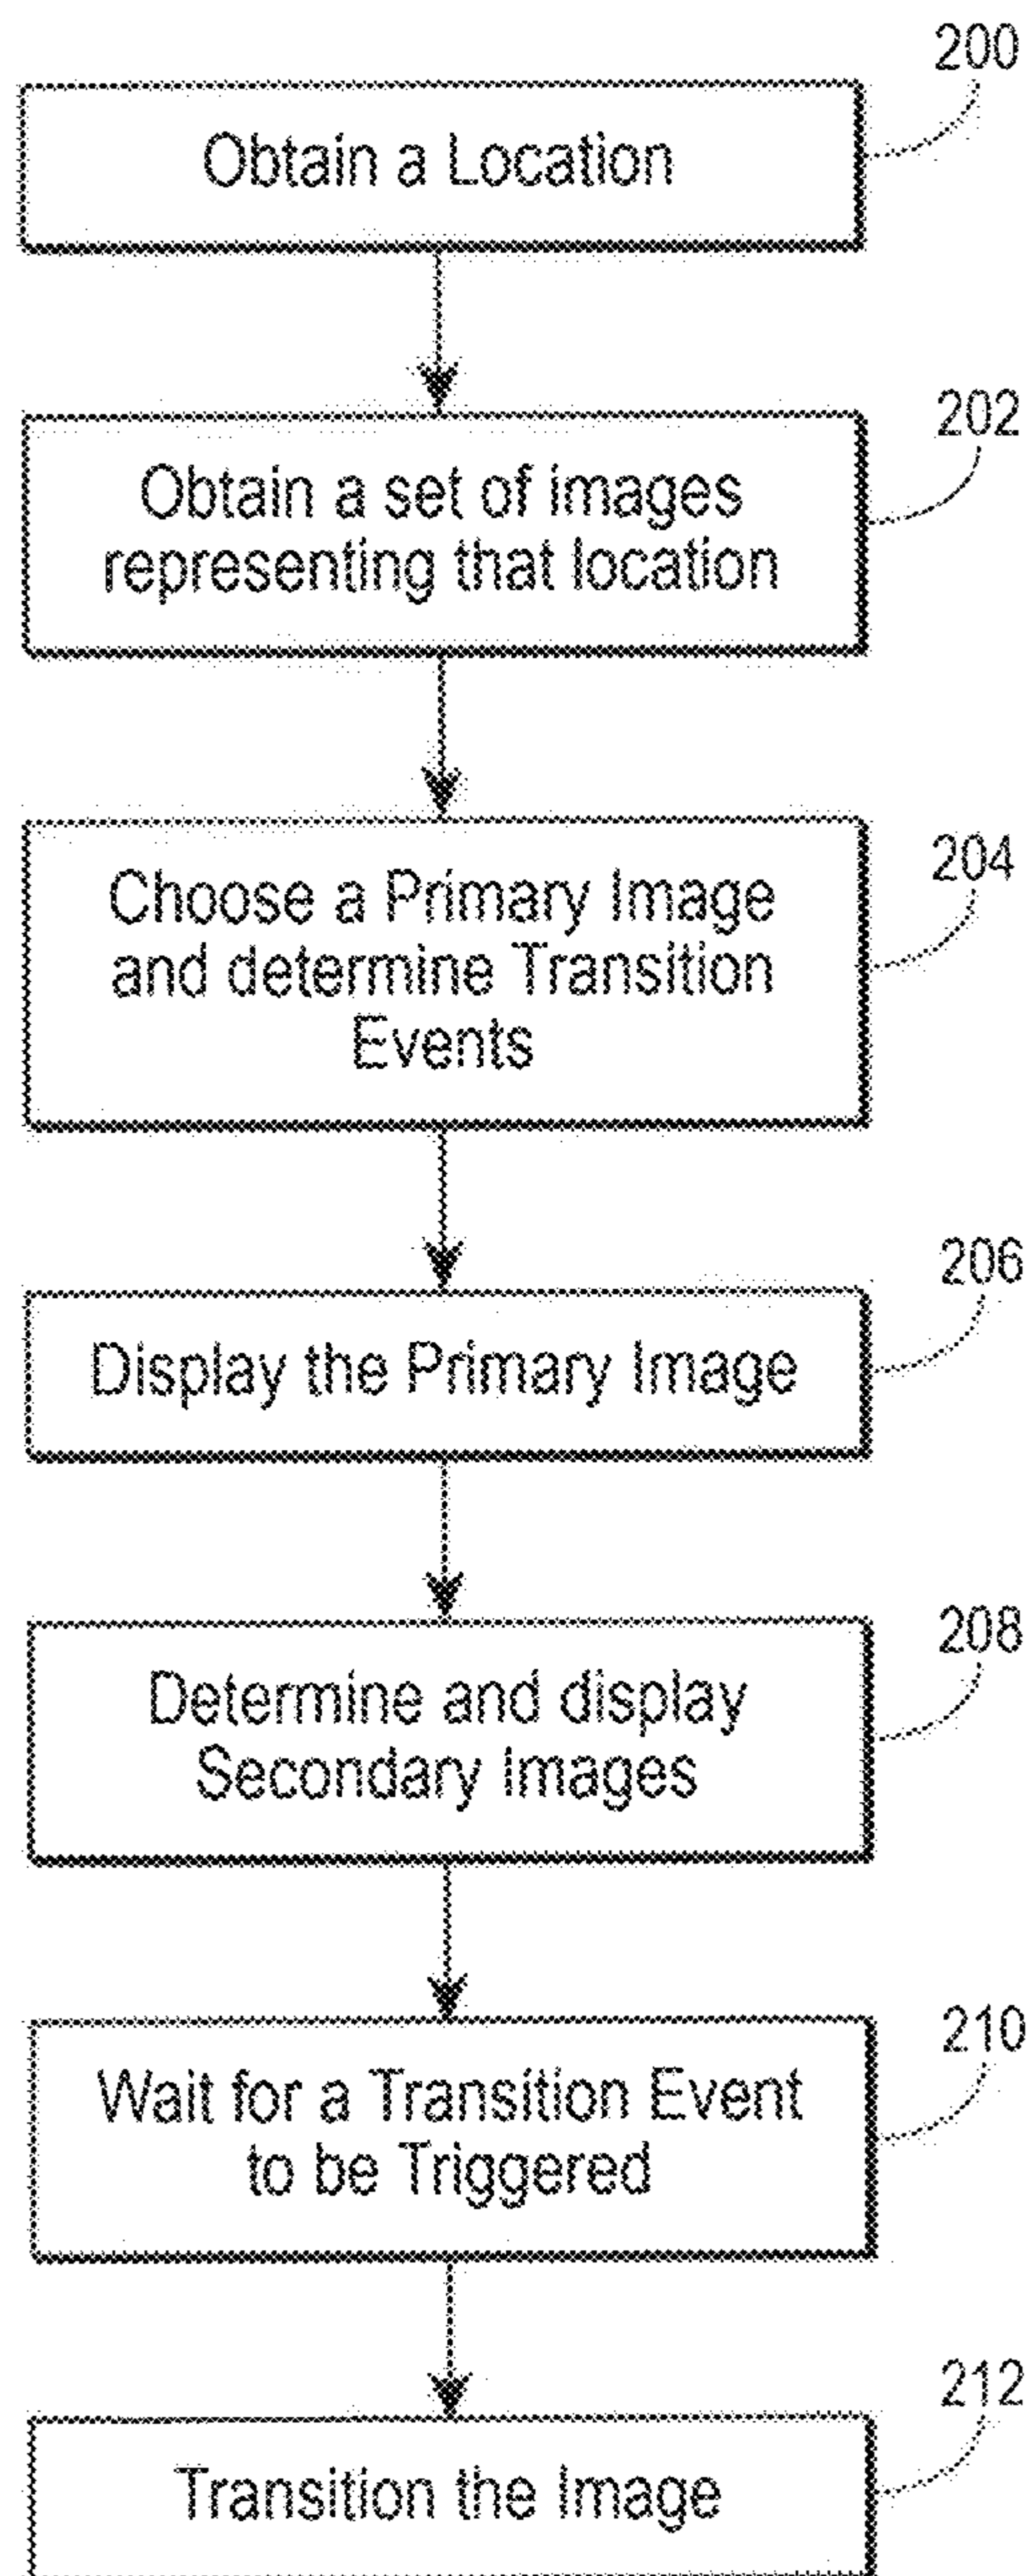 200
Obtain a Location
202
Obtain a set of images
representing that location
204
Choose a Primary Image
and determine Transition
Events
206
Display the Primary Image
208
Determine and display
Secondary Images
210
Wait for a Transition Event
to be Triggered
212
Transition the Image